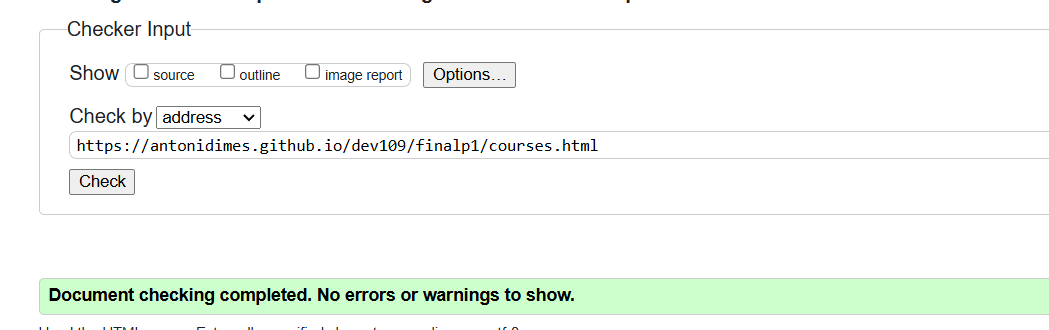 Checker Input
Show source outline image report Options...
Check by address
https://antonidimes.github.io/dev109/finalp1/courses.html
Check
Document checking completed. No errors or warnings to show.